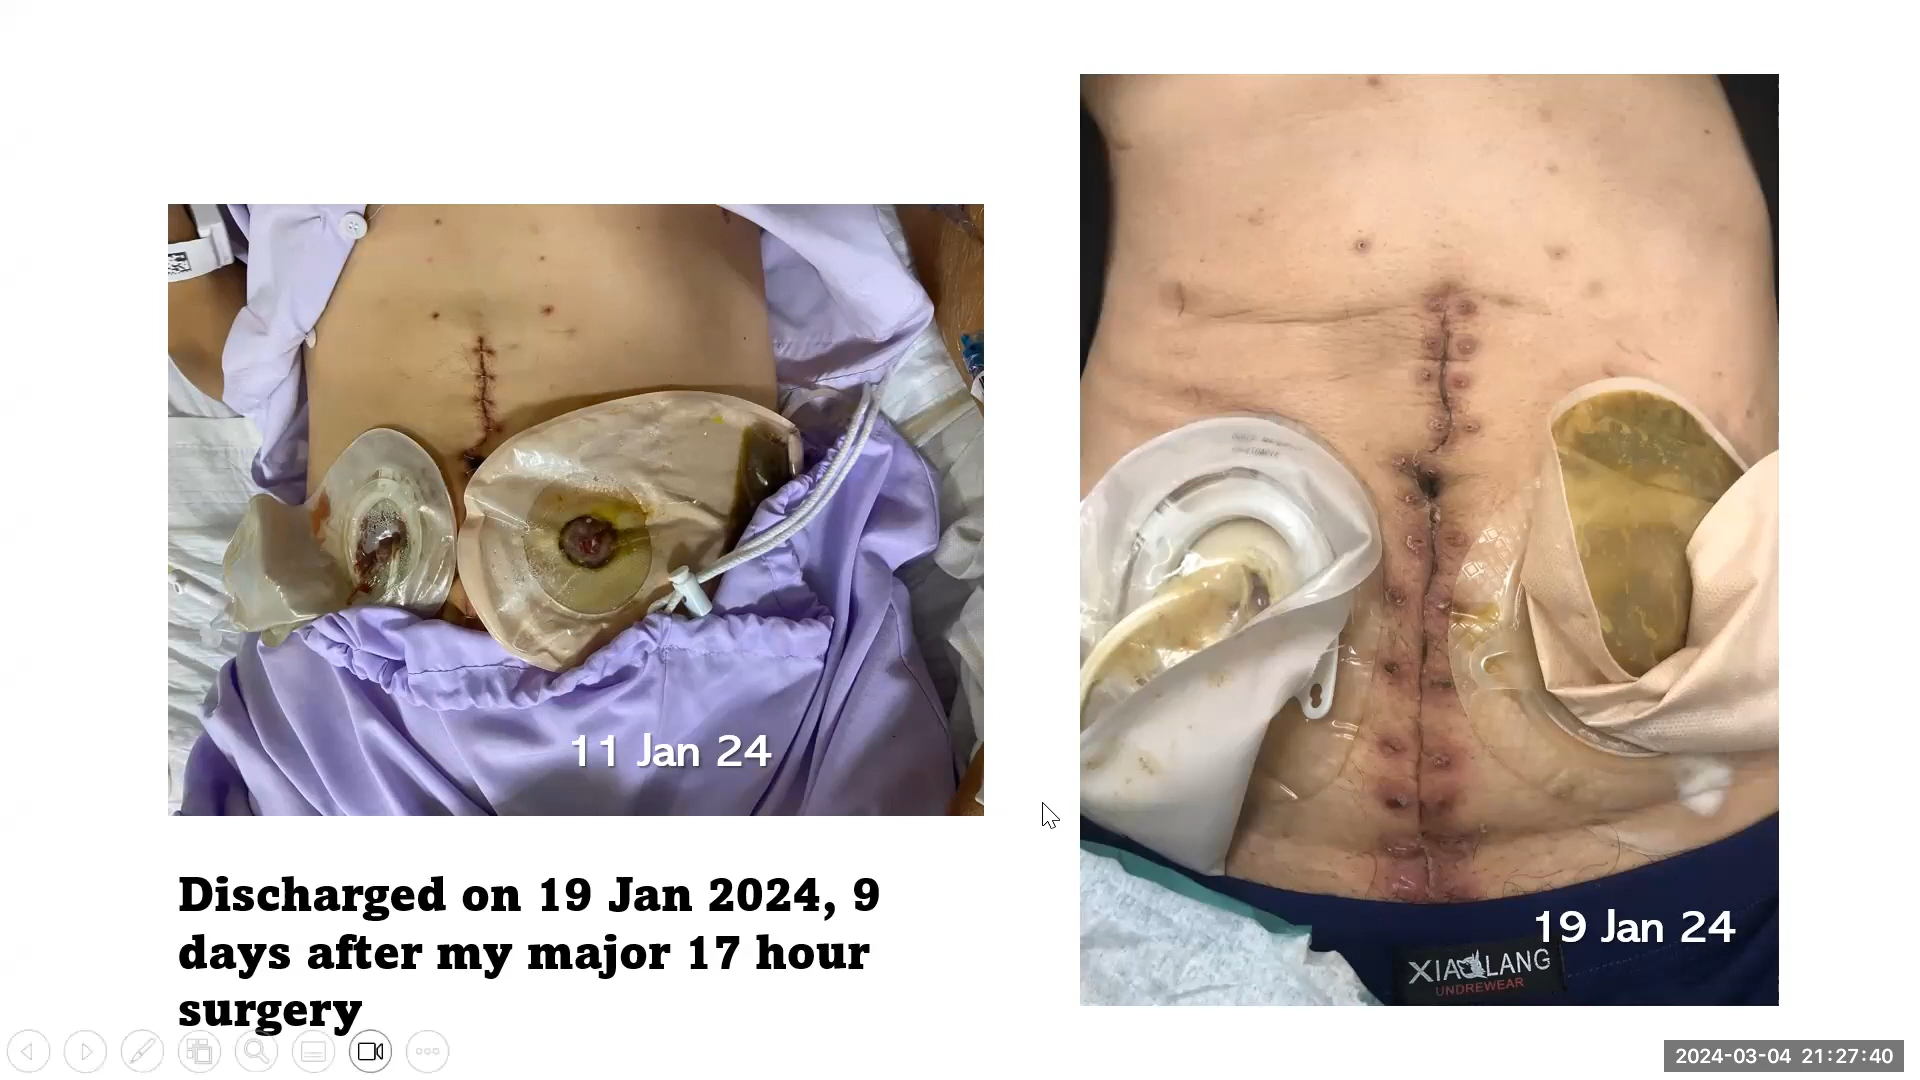 11 Jan 24
Discharged on 19 Jan 2024, 9
days after my major 17 hour
surgery
19 Jan 24
XIAOLANG
UNDREWEAR
2024-03-04 21:27:40